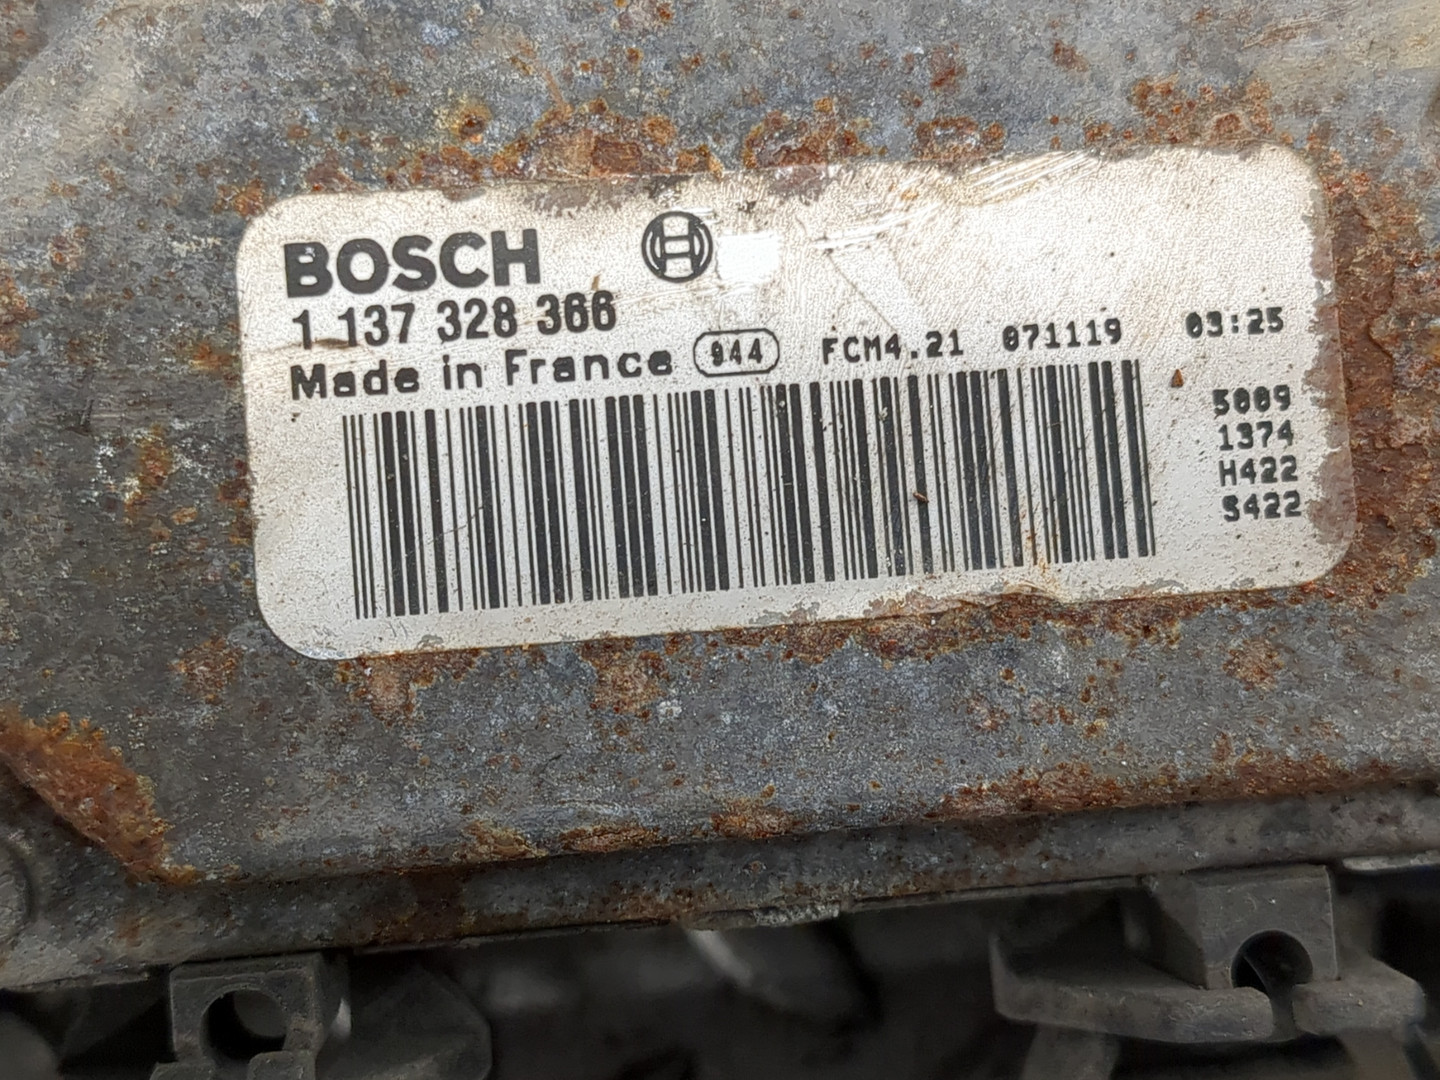 BOSCH
1 137 328 366
Made in France 944 FCM4.21 071119 03:25
5009
1374
H422
S422